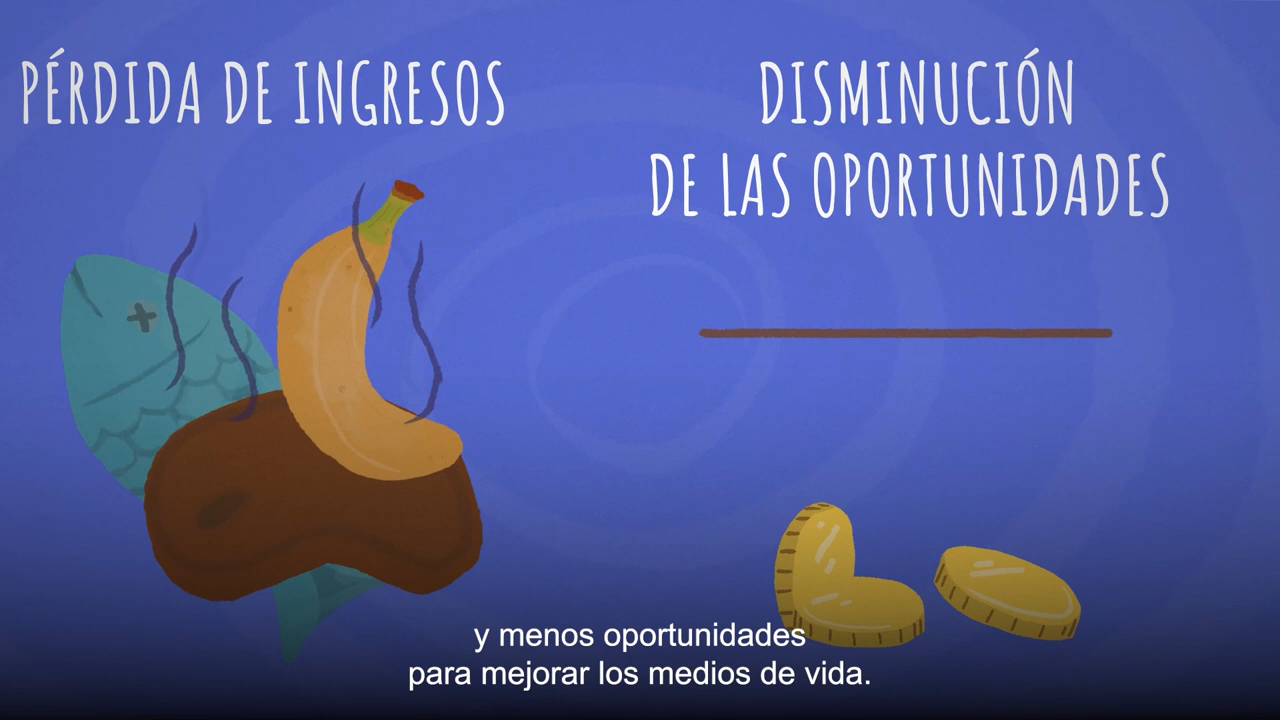 PÉRDIDA DE INGRESOS
DISMINUCIÓN
DE LAS OPORTUNIDADES
y menos oportunidades
para mejorar los medios de vida.